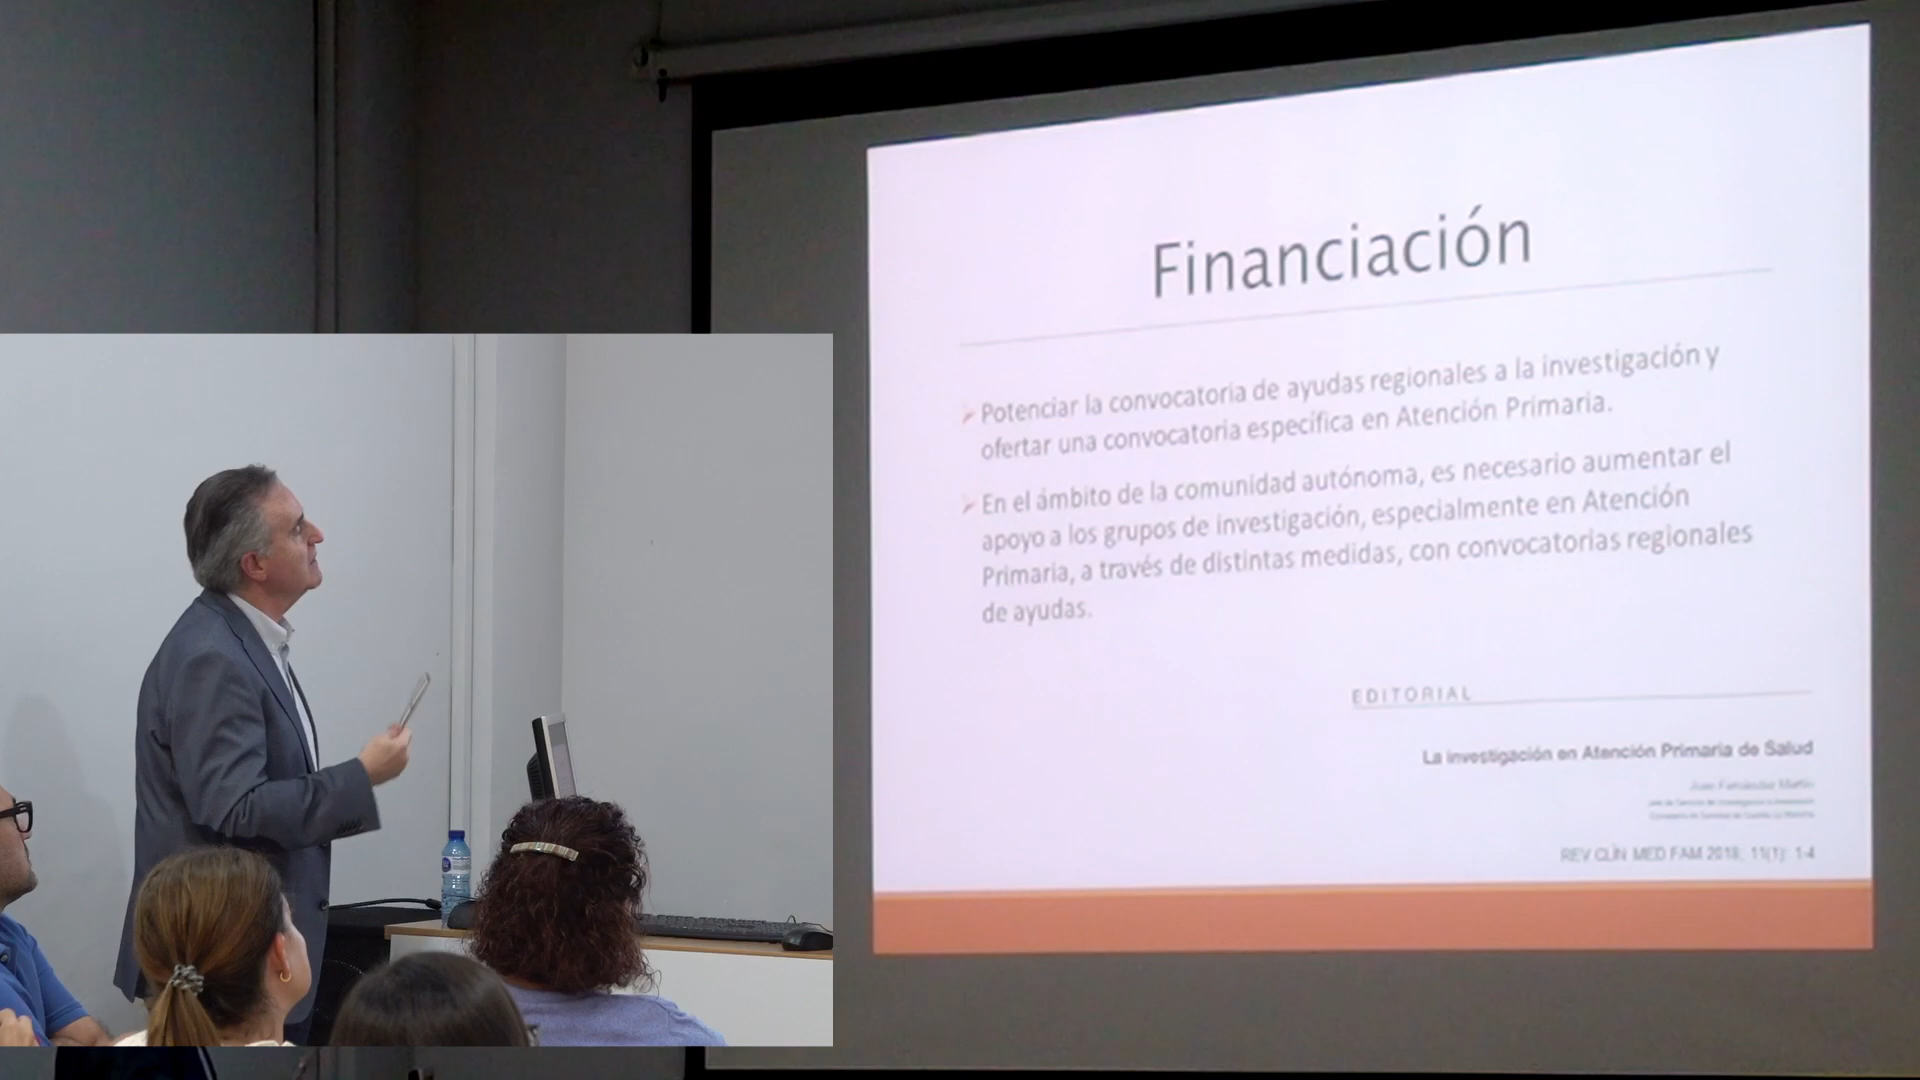 Financiación
Potenciar la convocatoria de ayudas regionales a la investigación y
ofertar una convocatoria específica en Atención Primaria.
En el ámbito de la comunidad autónoma, es necesario aumentar el
apoyo a los grupos de investigación, especialmente en Atención
Primaria, a través de distintas medidas, con convocatorias regionales
de ayudas.
EDITORIAL
La investigación en Atención Primaria de Salud
Juan Fernández Martín
REV CLÍN MED FAM 2018; 11(1): 1-4